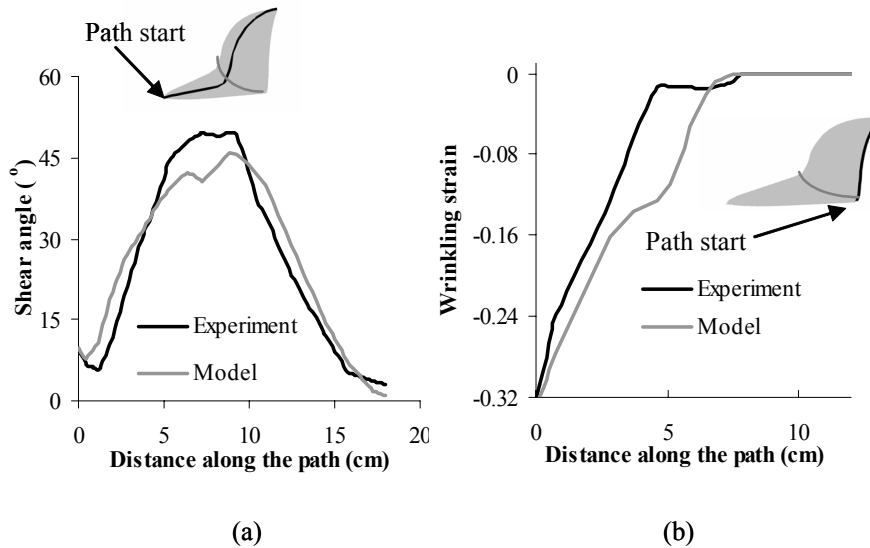 Path start
60
45
30
15
0
Shear angle ( °)
Experiment
Model
0
5
10
15
20
Distance along the path (cm)
(a)
0
-0.08
-0.16
-0.24
-0.32
Wrinkling strain
Path start
Experiment
Model
0
5
10
Distance along the path (cm)
(b)